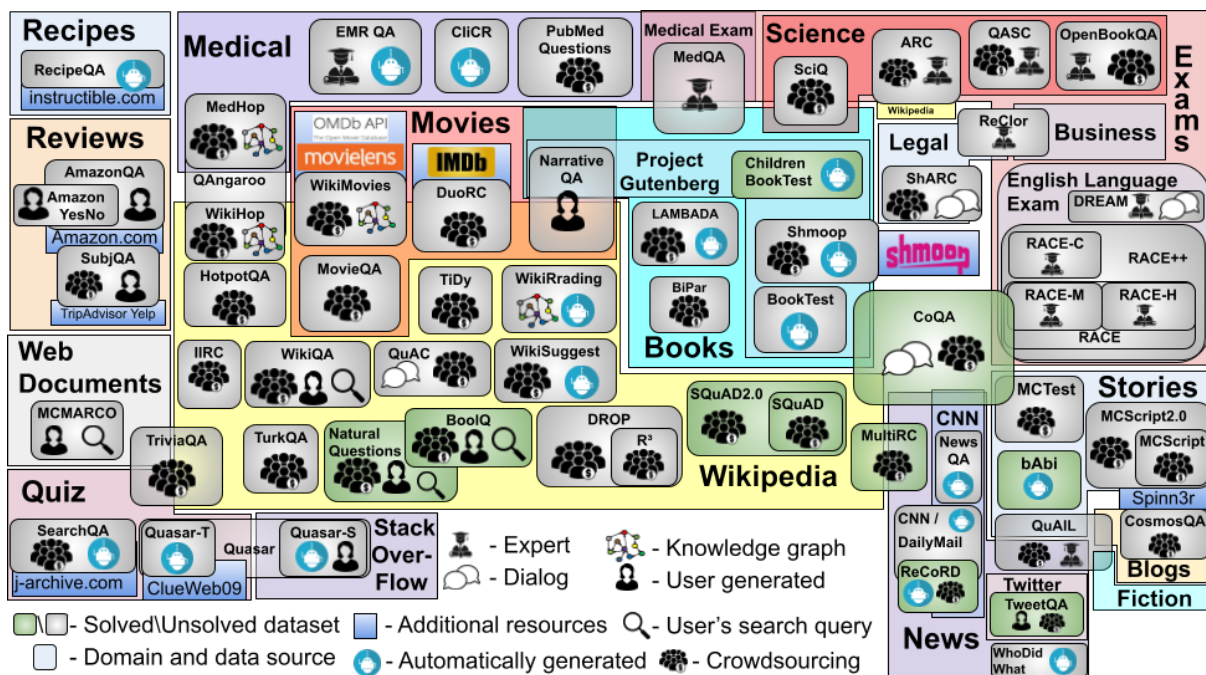 Recipes
RecipeQA
instructible.com
Reviews
AmazonQA
Amazon
YesNo
Amazon.com
SubjQA
TripAdvisor Yelp
Web
Documents
MCMARCO
Quiz
SearchQA
j-archive.com
Quasar-T
Quasar
ClueWeb09
Quasar-S
Stack
Over-
Flow
Medical
EMR QA
CliCR
PubMed
Questions
MedHop
QAngaroo
WikiHop
HotpotQA
Medical Exam
MedQA
Science
SciQ
ARC
Wikipedia
QASC
OpenBookQA
Exams
Movies
OMDb API
The Open Movie Database
movielens
WikiMovies
MovieQA
IMDb
DuoRC
Narrative
QA
Project
Gutenberg
Children
BookTest
LAMBADA
Shmoop
shmoop
BiPar
BookTest
Books
Legal
ShARC
ReClor
Business
English Language
Exam
DREAM
RACE-C
RACE++
RACE-M
RACE-H
RACE
TiDy
WikiRrading
IIRC
WikiQA
QuAC
WikiSuggest
CoQA
TriviaQA
TurkQA
Natural
Questions
BoolQ
DROP
R³
SQuAD2.0
SQuAD
MultiRC
Wikipedia
CNN
News
QA
CNN /
DailyMail
ReCoRD
News
MCTest
Stories
MCScript2.0
MCScript
Spinn3r
bAbi
QuAIL
CosmosQA
Blogs
Fiction
Twitter
TweetQA
WhoDid
What
- Expert
- Knowledge graph
- Dialog
- User generated
\ - Solved\Unsolved dataset
- Additional resources
- User's search query
- Domain and data source
- Automatically generated
- Crowdsourcing